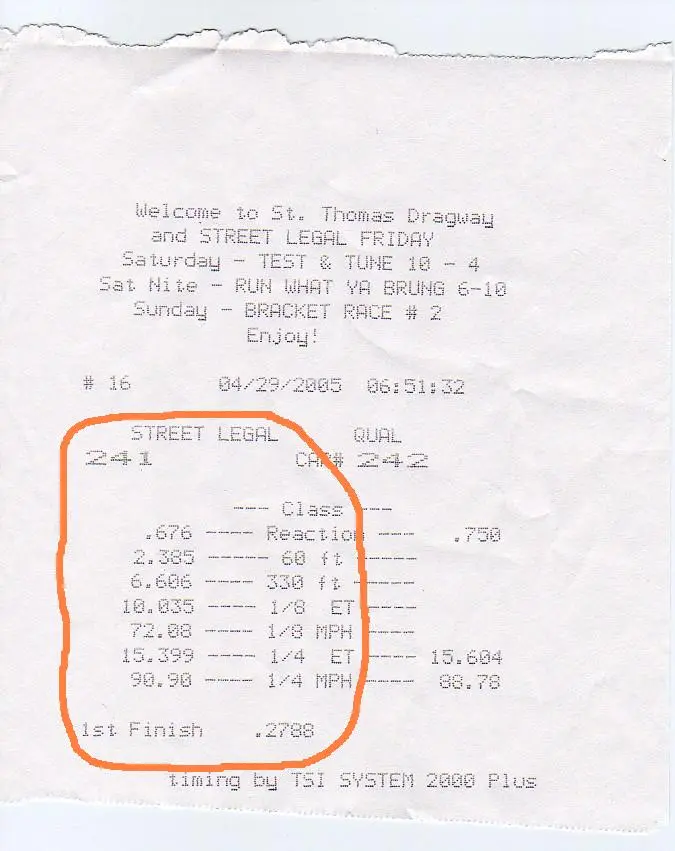 Welcome to St. Thomas Dragway
and STREET LEGAL FRIDAY
Saturday - TEST & TUNE 10 - 4
Sat Nite - RUN WHAT YA BRUNG 6-10
Sunday - BRACKET RACE # 2
Enjoy!
# 16 04/29/2005 06:51:32
STREET LEGAL QUAL
241 CAR# 242
--- Class ---
.676 ---- Reaction --- .750
2.385 ----- 60 ft -----
6.606 ---- 330 ft -----
10.035 ---- 1/8 ET ----
72.08 ---- 1/8 MPH ----
15.399 ---- 1/4 ET ---- 15.604
90.90 ---- 1/4 MPH ---- 88.78
1st Finish .2788
timing by TSI SYSTEM 2000 Plus